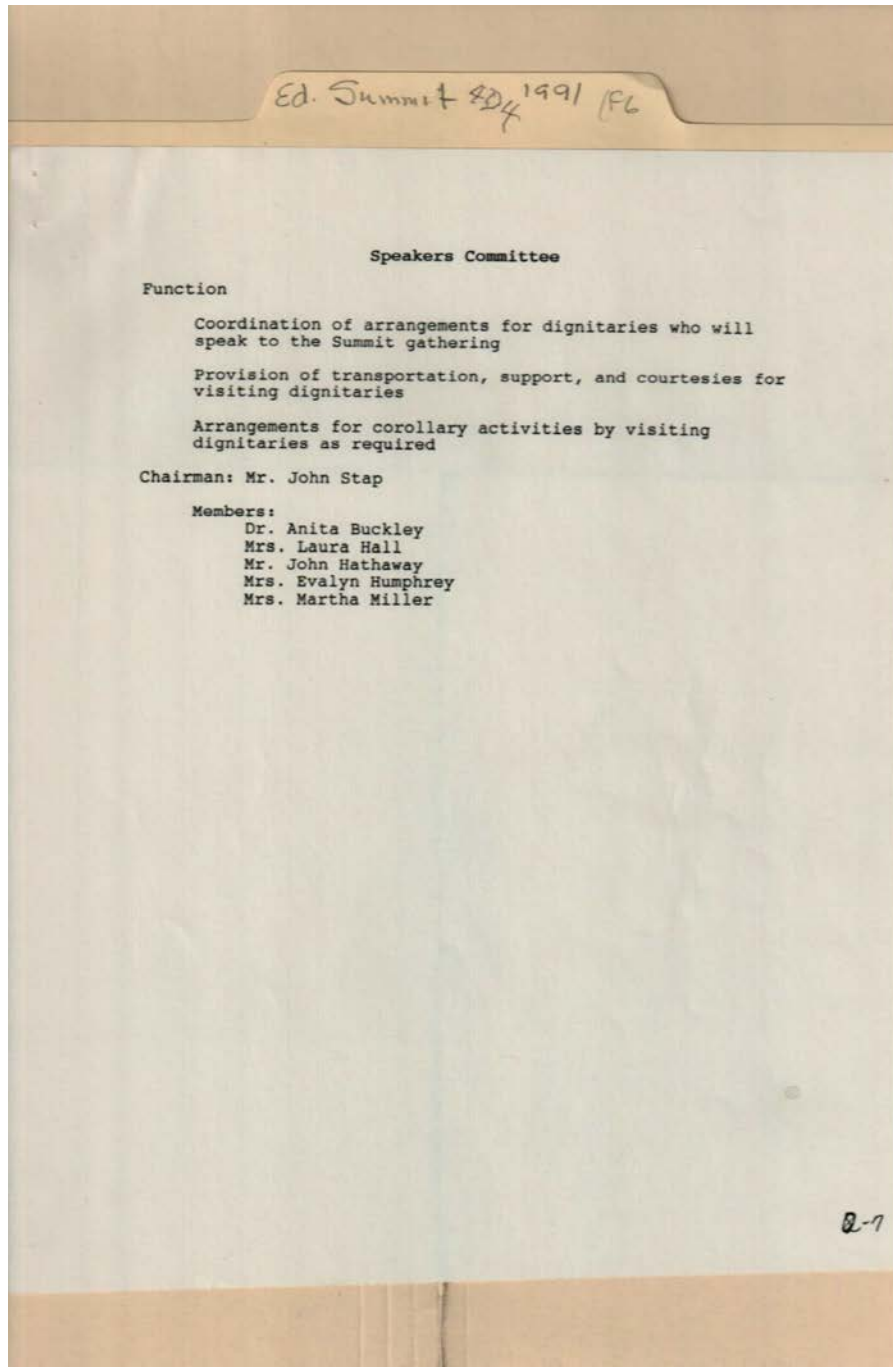 Ed. Summit 1991
Speakers Committee
Function
Coordination of arrangements for dignitaries who will
speak to the Summit gathering
Provision of transportation, support, and courtesies for
visiting dignitaries
Arrangements for corollary activities by visiting
dignitaries as required
Chairman: Mr. John Stap
Members:
Dr. Anita Buckley
Mrs. Laura Hall
Mr. John Hathaway
Mrs. Evalyn Humphrey
Mrs. Martha Miller